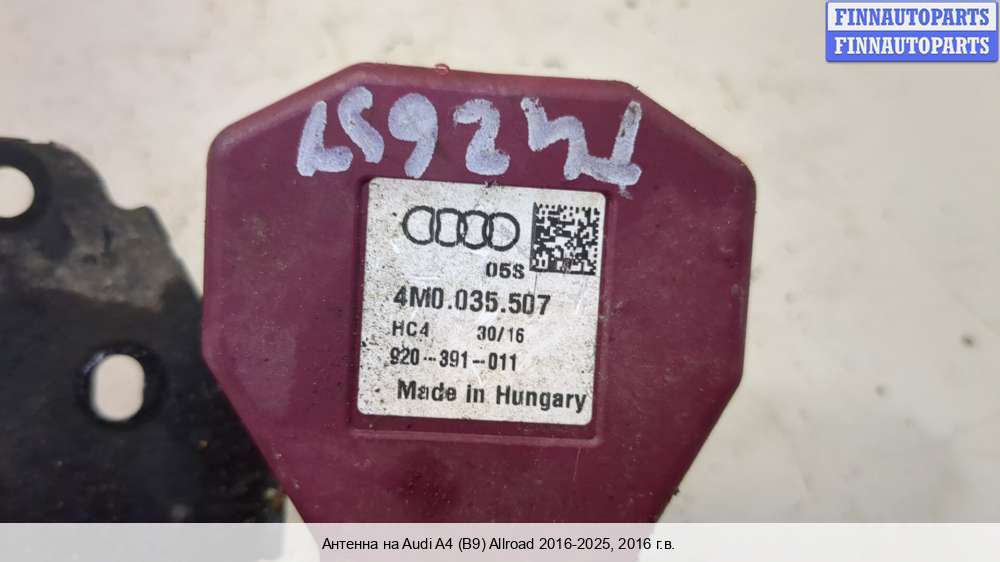 FINNAUTOPARTS
FINNAUTOPARTS
05S
4M0.035.507
HC4 30/16
920-391-011
Made in Hungary
Антенна на Audi A4 (B9) Allroad 2016-2025, 2016 г.в.